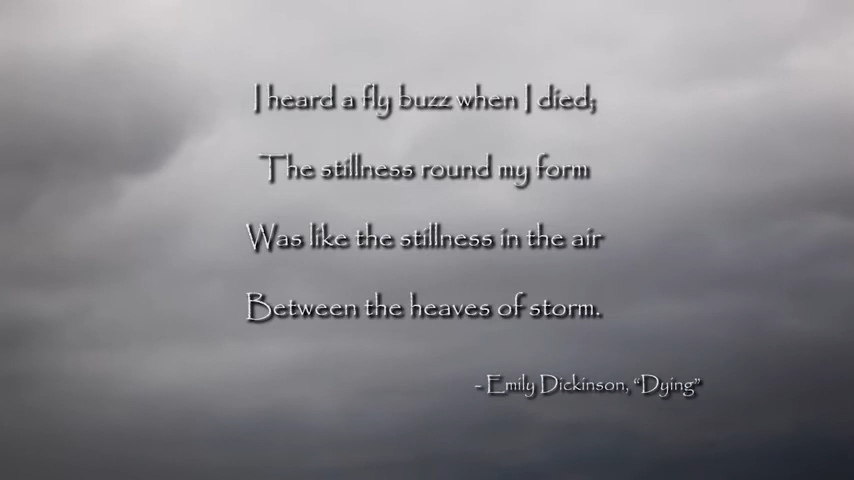 I heard a fly buzz when I died;
The stillness round my form
Was like the stillness in the air
Between the heaves of storm.
- Emily Dickinson, “Dying”